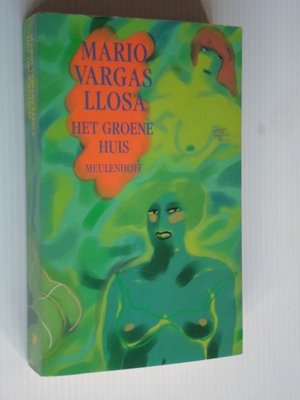 MARIO
VARGAS
LLOSA
HET GROENE
HUIS
MEULENHOFF
M